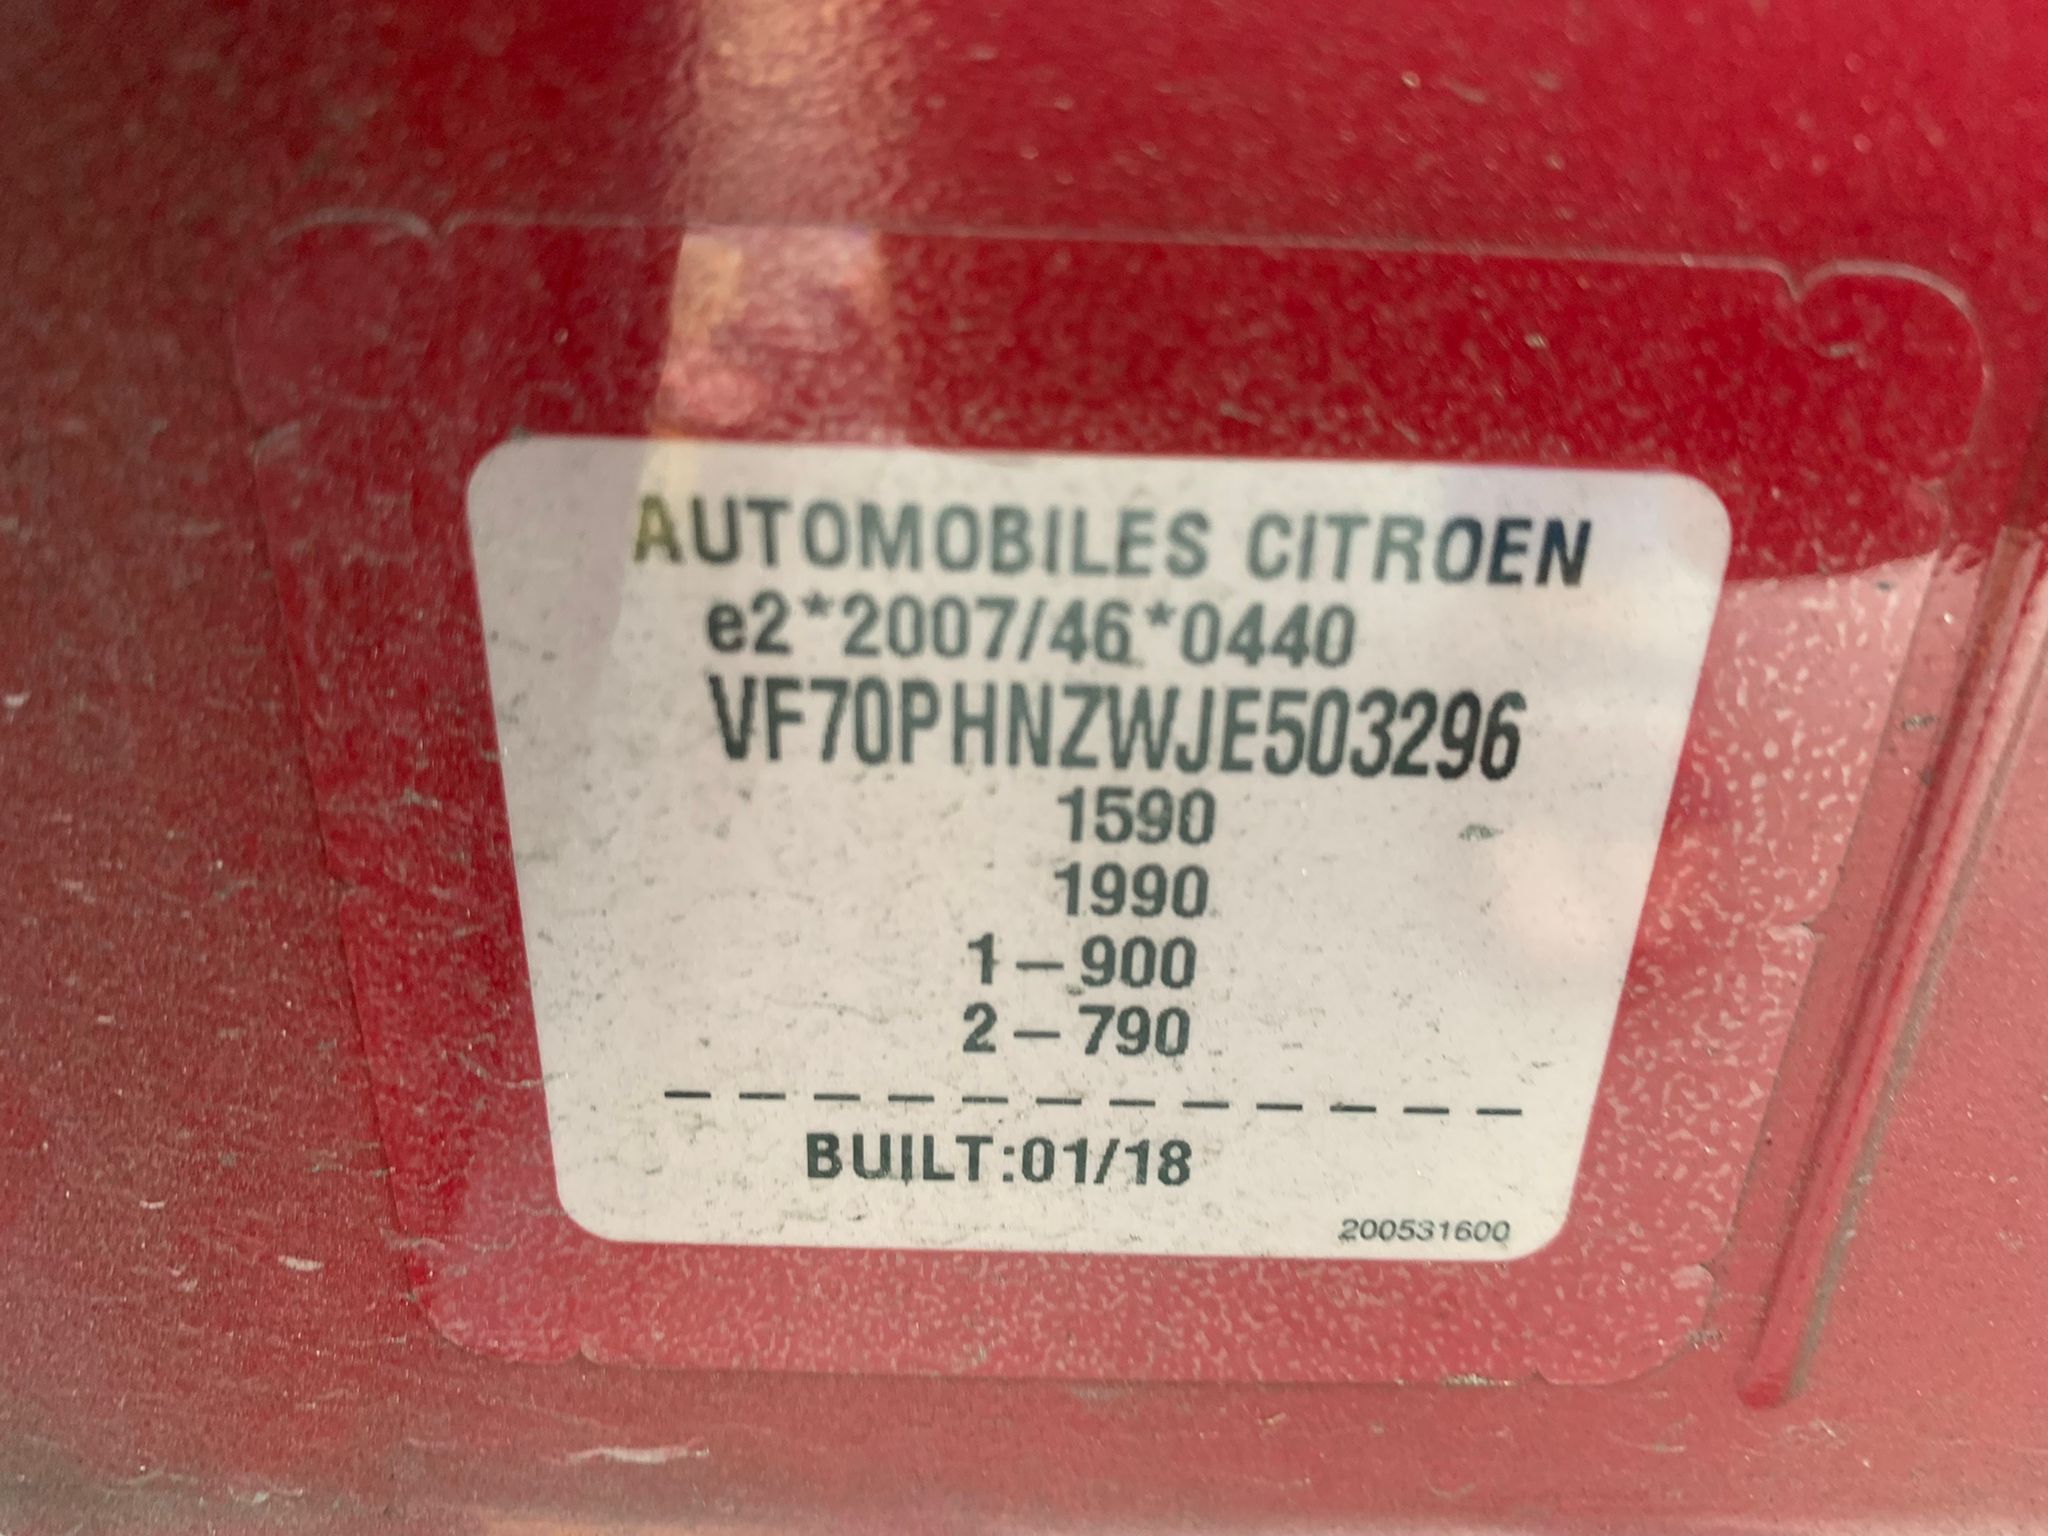 AUTOMOBILES CITROEN
e2*2007/46*0440
VF70PHNZWJE503296
1590
1990
1-900
2-790
BUILT:01/18
200531600